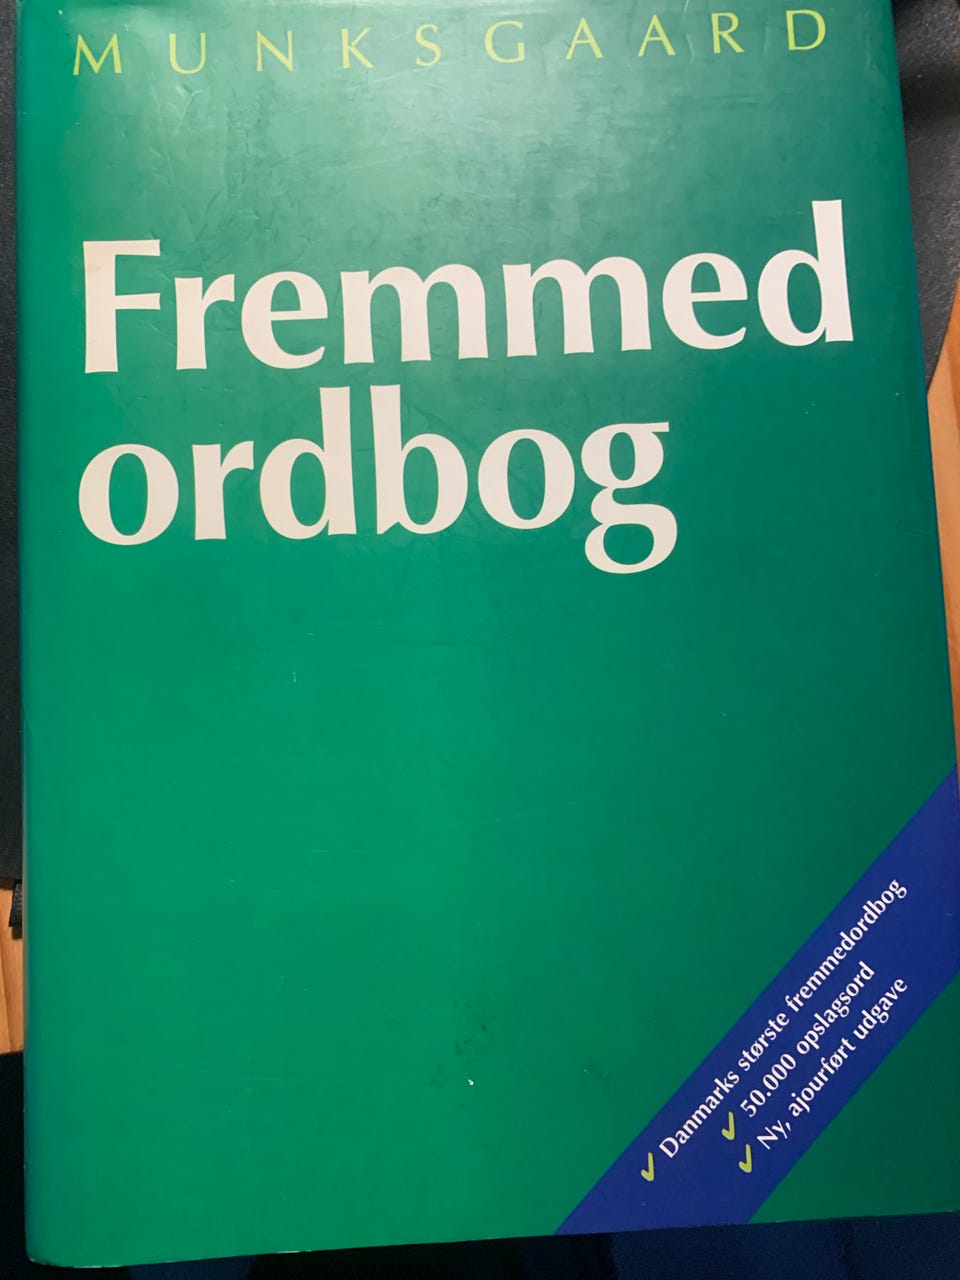 MUNKSGAARD
Fremmed
ordbog
Danmarks største fremmedordbog
50.000 opslagsord
Ny, ajourført udgave